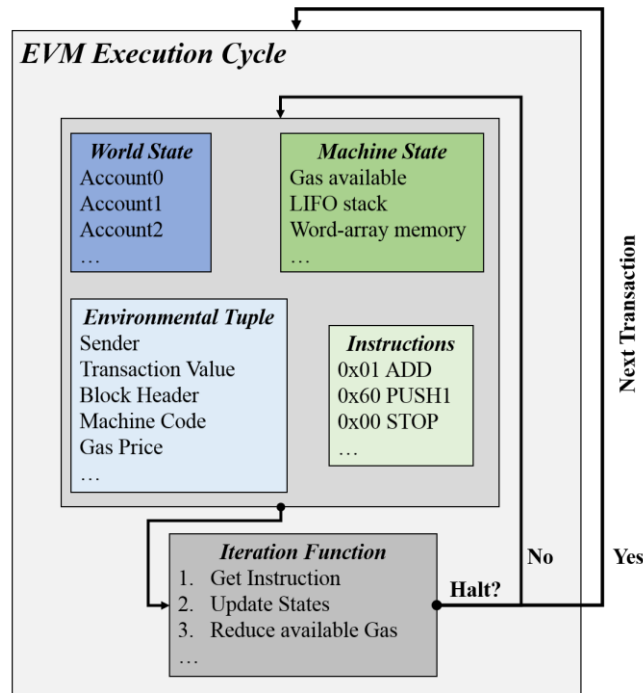 EVM Execution Cycle
World State
Account0
Account1
Account2
…
Machine State
Gas available
LIFO stack
Word-array memory
…
Environmental Tuple
Sender
Transaction Value
Block Header
Machine Code
Gas Price
…
Instructions
0x01 ADD
0x60 PUSH1
0x00 STOP
…
Iteration Function
1. Get Instruction
2. Update States
3. Reduce available Gas
…
Halt?
No
Yes
Next Transaction